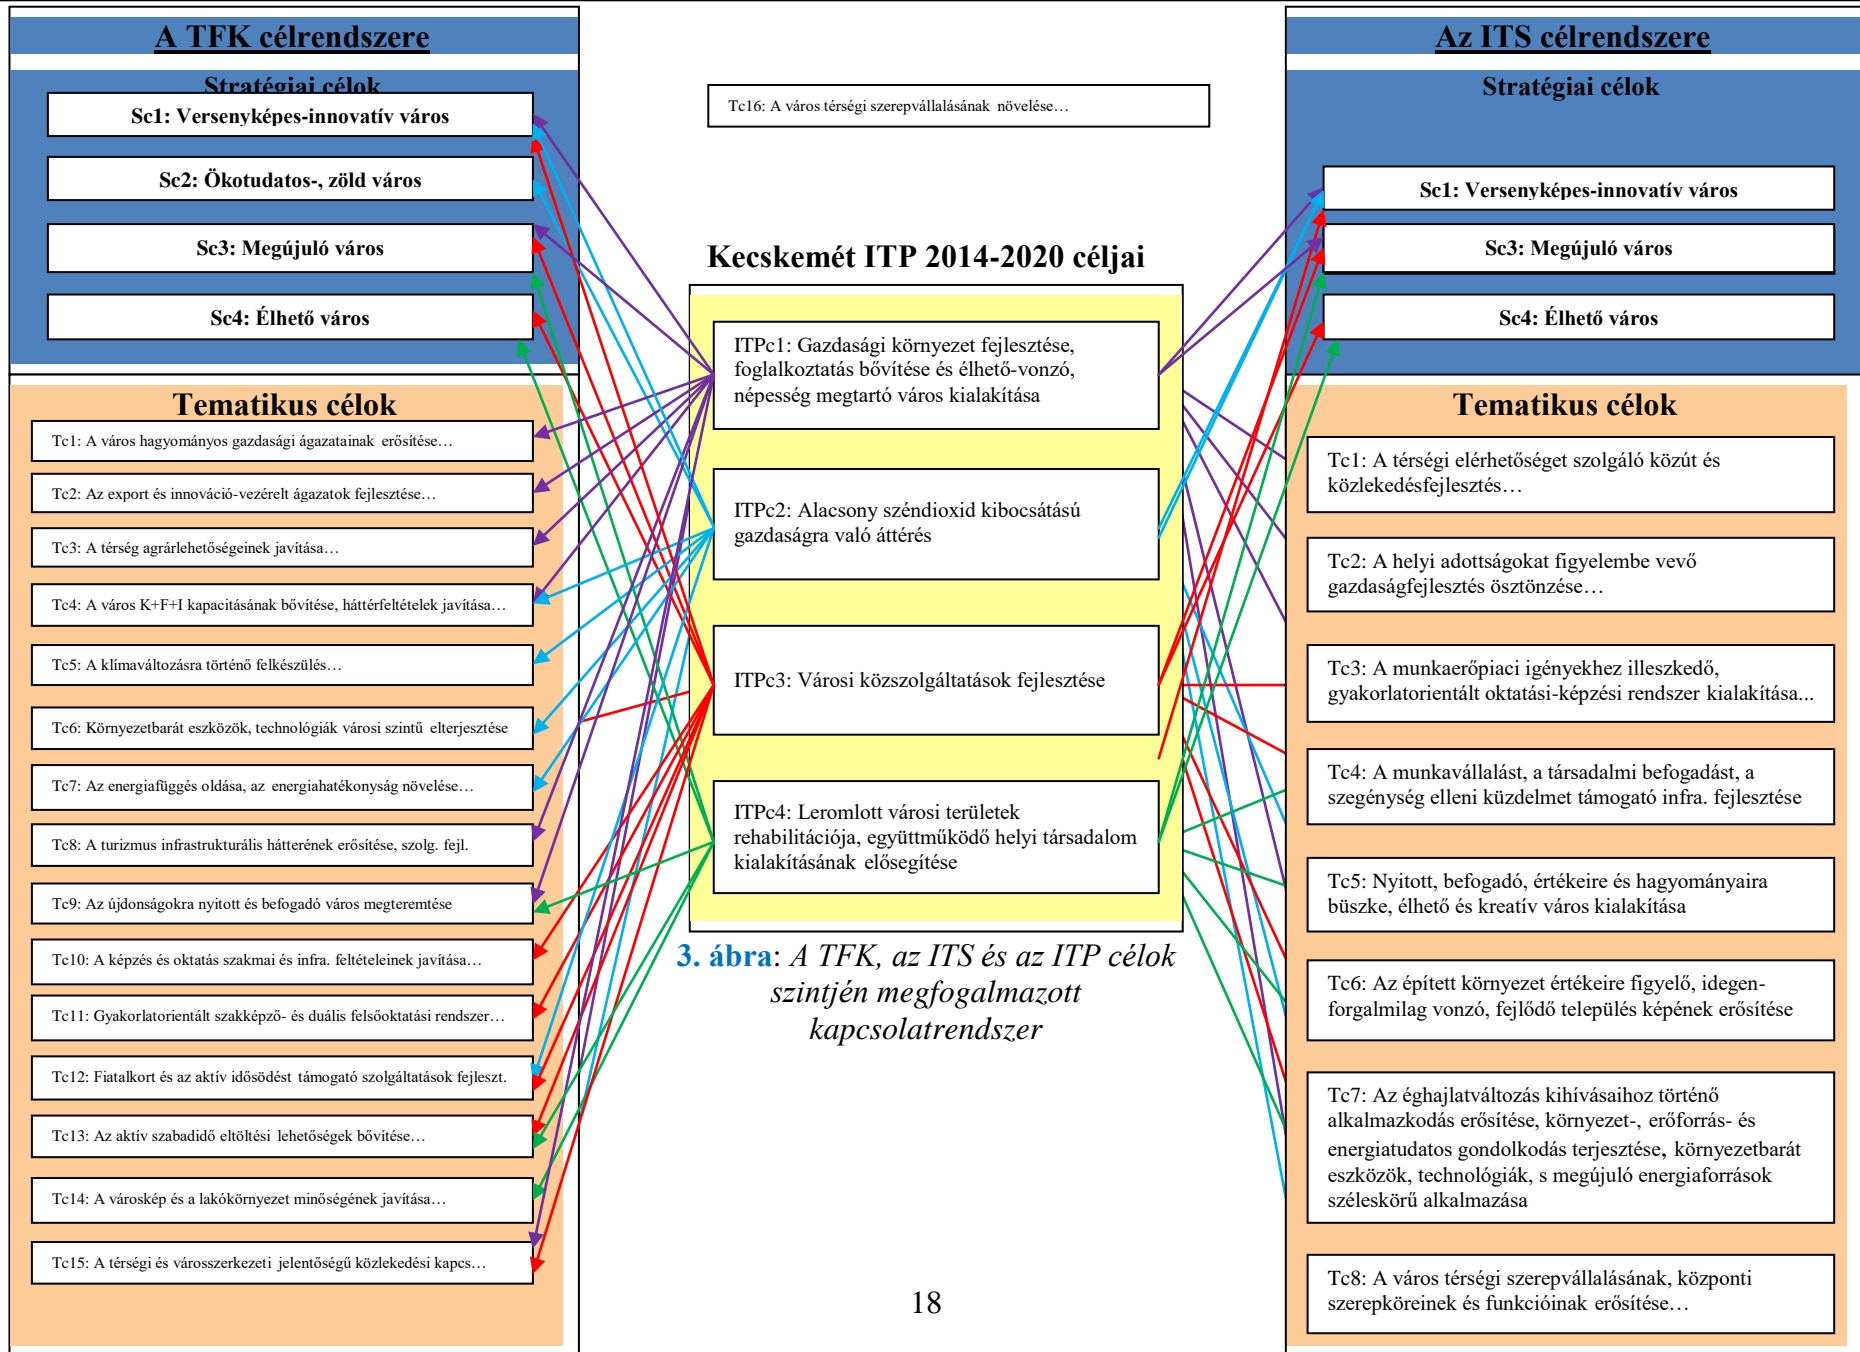 A TFK célrendszere
Stratégiai célok
Sc1: Versenyképes-innovatív város
Sc2: Ökotudatos-, zöld város
Sc3: Megújuló város
Sc4: Élhető város
Tematikus célok
Tc1: A város hagyományos gazdasági ágazatainak erősítése…
Tc2: Az export és innováció-vezérelt ágazatok fejlesztése…
Tc3: A térség agrárlehetőségeinek javítása…
Tc4: A város K+F+I kapacitásának bővítése, háttérfeltételek javítása…
Tc5: A klímaváltozásra történő felkészülés…
Tc6: Környezetbarát eszközök, technológiák városi szintű elterjesztése
Tc7: Az energiafüggés oldása, az energiahatékonyság növelése…
Tc8: A turizmus infrastrukturális hátterének erősítése, szolg. fejl.
Tc9: Az újdonságokra nyitott és befogadó város megteremtése
Tc10: A képzés és oktatás szakmai és infra. feltételeinek javítása…
Tc11: Gyakorlatorientált szakképző- és duális felsőoktatási rendszer…
Tc12: Fiatalkort és az aktív idősödést támogató szolgáltatások fejleszt.
Tc13: Az aktív szabadidő eltöltési lehetőségek bővítése…
Tc14: A városkép és a lakókörnyezet minőségének javítása…
Tc15: A térségi és városszerkezeti jelentőségű közlekedési kapcs…
Tc16: A város térségi szerepvállalásának növelése…
Kecskemét ITP 2014-2020 céljai
ITPc1: Gazdasági környezet fejlesztése,
foglalkoztatás bővítése és élhető-vonzó,
népesség megtartó város kialakítása
ITPc2: Alacsony széndioxid kibocsátású
gazdaságra való áttérés
ITPc3: Városi közszolgáltatások fejlesztése
ITPc4: Leromlott városi területek
rehabilitációja, együttműködő helyi társadalom
kialakításának elősegítése
3. ábra: A TFK, az ITS és az ITP célok
szintjén megfogalmazott
kapcsolatrendszer
18
Az ITS célrendszere
Stratégiai célok
Sc1: Versenyképes-innovatív város
Sc3: Megújuló város
Sc4: Élhető város
Tematikus célok
Tc1: A térségi elérhetőséget szolgáló közút és
közlekedésfejlesztés…
Tc2: A helyi adottságokat figyelembe vevő
gazdaságfejlesztés ösztönzése…
Tc3: A munkaerőpiaci igényekhez illeszkedő,
gyakorlatorientált oktatási-képzési rendszer kialakítása...
Tc4: A munkavállalást, a társadalmi befogadást, a
szegénység elleni küzdelmet támogató infra. fejlesztése
Tc5: Nyitott, befogadó, értékeire és hagyományaira
büszke, élhető és kreatív város kialakítása
Tc6: Az épített környezet értékeire figyelő, idegen-
forgalmilag vonzó, fejlődő település képének erősítése
Tc7: Az éghajlatváltozás kihívásaihoz történő
alkalmazkodás erősítése, környezet-, erőforrás- és
energiatudatos gondolkodás terjesztése, környezetbarát
eszközök, technológiák, s megújuló energiaforrások
széleskörű alkalmazása
Tc8: A város térségi szerepvállalásának, központi
szerepköreinek és funkcióinak erősítése…